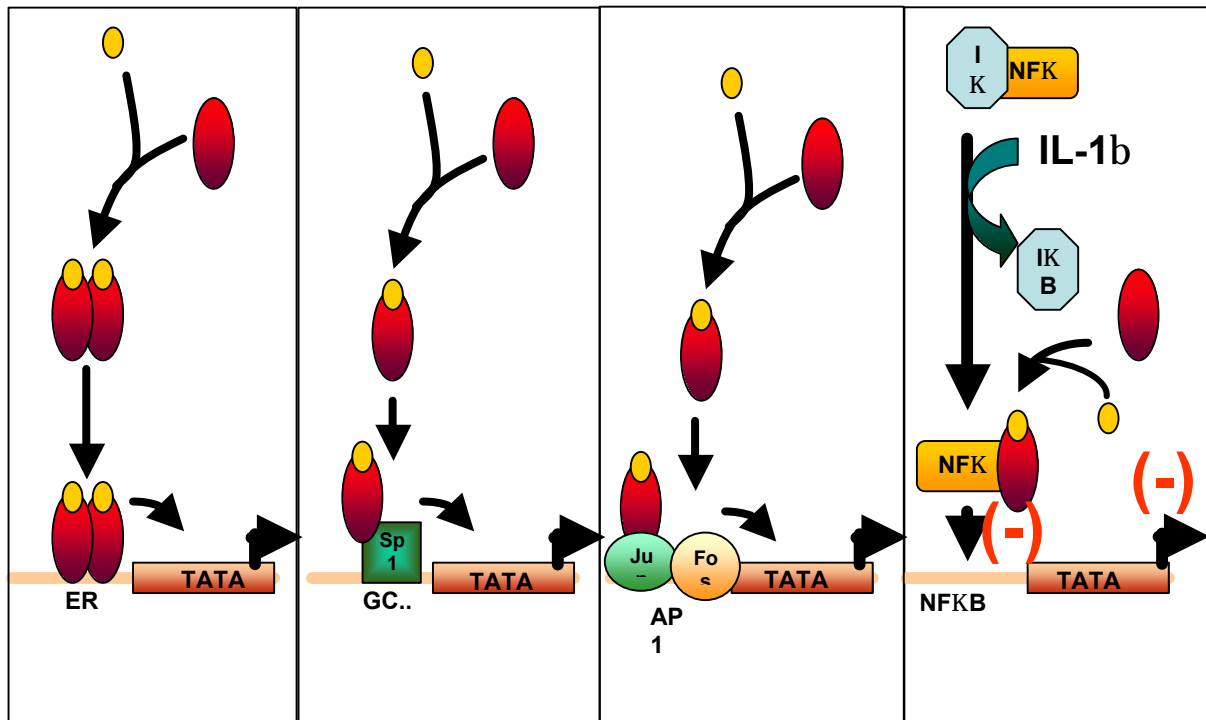 TATA
ER
Sp
1
TATA
GC..
Ju
Fo
s
TATA
AP
1
I
K
NFK
IL-1b
IK
B
NFK
(-)
(-)
TATA
NFKB